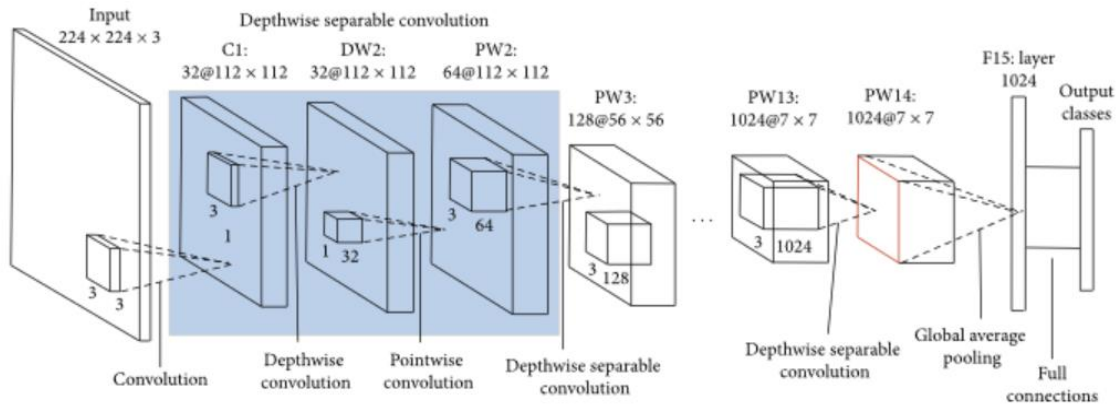 Input
224 × 224 × 3
Depthwise separable convolution
C1:
32@112 × 112
DW2:
32@112 × 112
PW2:
64@112 × 112
PW3:
128@56 × 56
PW13:
1024@7 × 7
PW14:
1024@7 × 7
F15: layer
1024
Output
classes
3
3
3
1
1
32
3
64
3
128
...
3
1024
Convolution
Depthwise
convolution
Pointwise
convolution
Depthwise separable
convolution
Depthwise separable
convolution
Global average
pooling
Full
connections